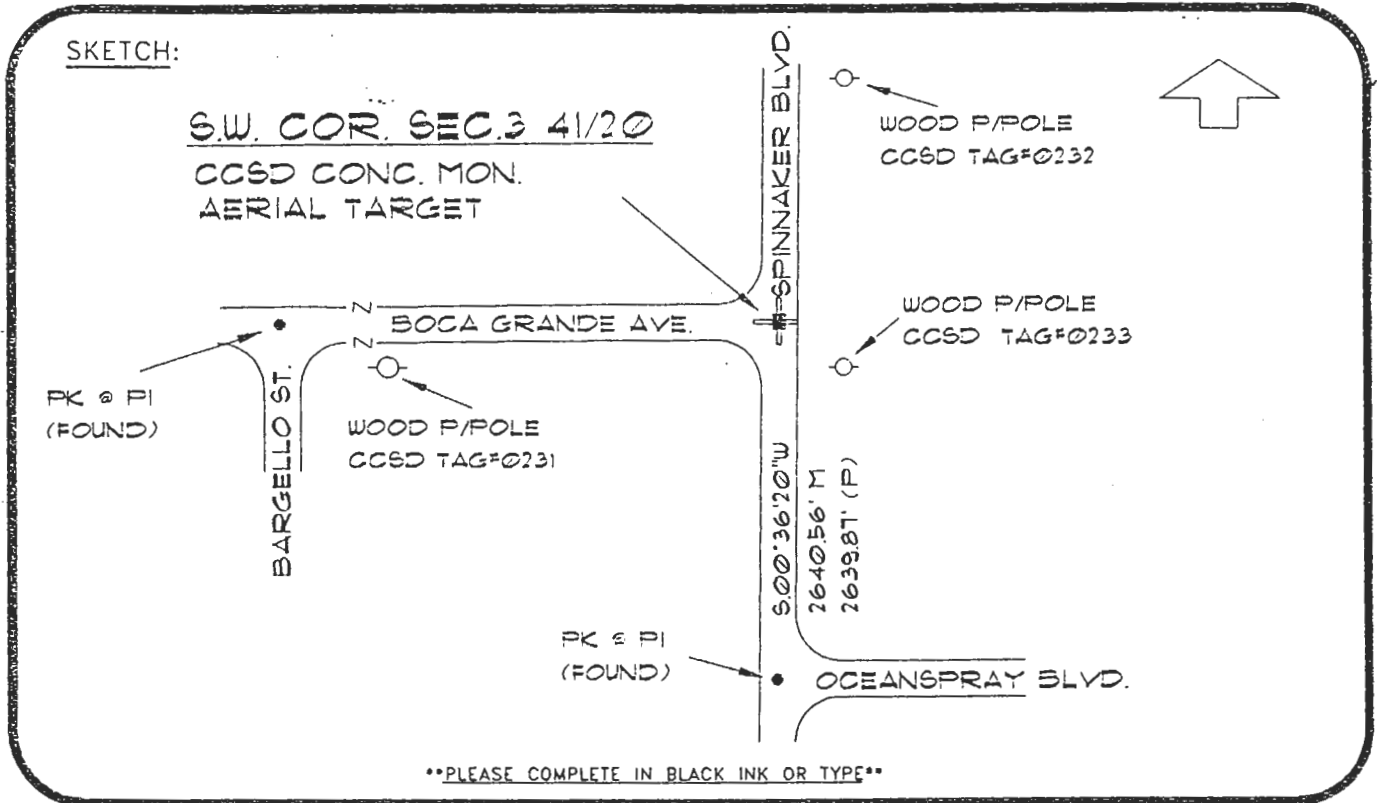 SKETCH:
S.W. COR. SEC.3 41/20
CCSD CONC. MON.
AERIAL TARGET
SPINNAKER BLVD.
WOOD P/POLE
CCSD TAG#0232
BOCA GRANDE AVE.
WOOD P/POLE
CCSD TAG#0233
PK @ PI
(FOUND)
BARGELLO ST.
WOOD P/POLE
CCSD TAG#0231
S.00°36'20"W
2640.56' M
2639.87' (P)
PK @ PI
(FOUND)
OCEANSPRAY BLVD.
**PLEASE COMPLETE IN BLACK INK OR TYPE**